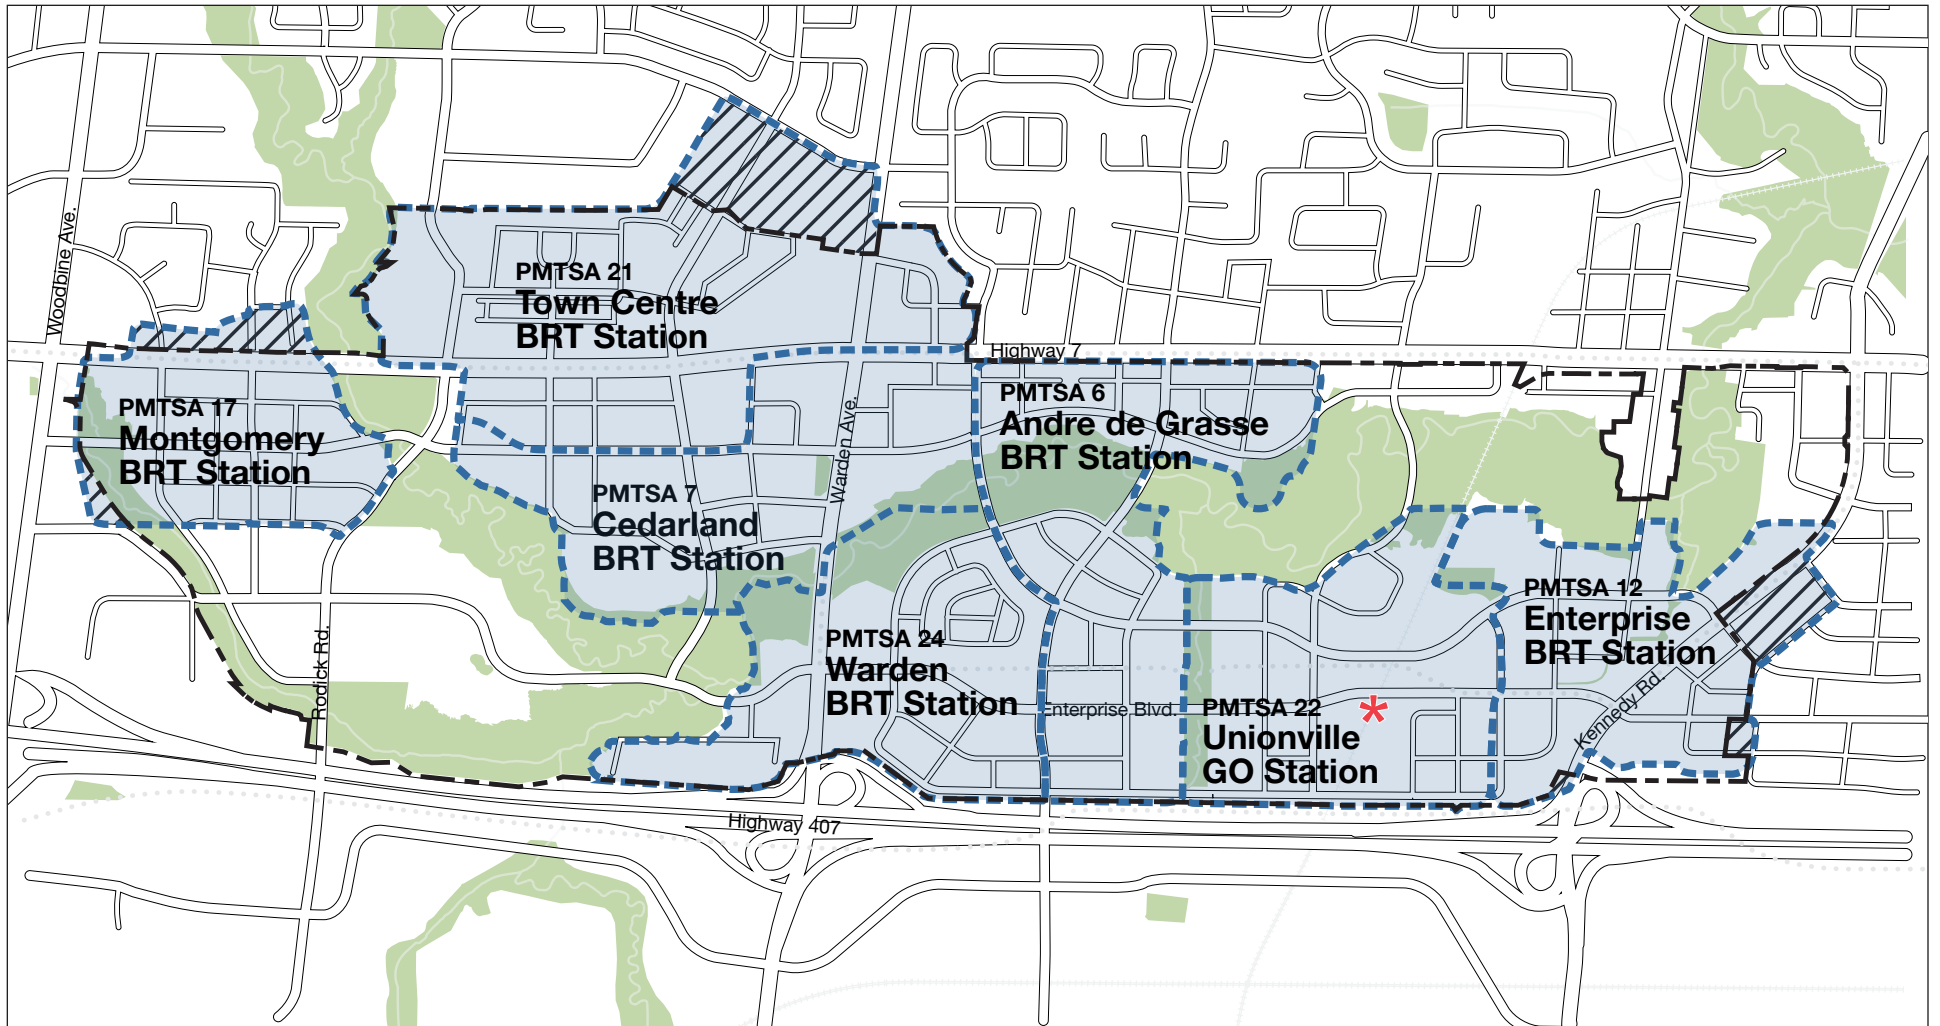 PMTSA 21
Town Centre
BRT Station
Woodbine Ave.
Highway 7
PMTSA 6
Andre de Grasse
BRT Station
PMTSA 17
Montgomery
BRT Station
Warden Ave.
PMTSA 7
Cedarland
BRT Station
PMTSA 12
Enterprise
BRT Station
PMTSA 24
Warden
BRT Station
Rodick Rd.
Enterprise Blvd.
PMTSA 22
Unionville
GO Station
*
Kennedy Rd.
Highway 407